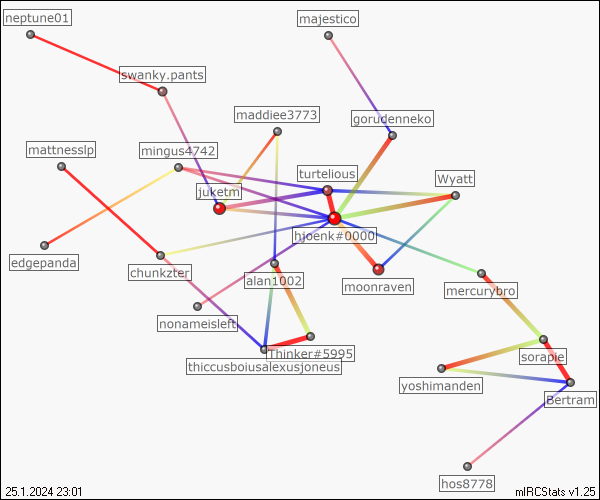 neptune01
majestico
swanky.pants
maddiee3773
gorudenneko
mattnesslp
mingus4742
turtelious
Wyatt
juketm
hjoenk#0000
edgepanda
chunkzter
alan1002
moonraven
mercurybro
nonameisleft
Thinker#5995
sorapie
thiccusboiusalexusjoneus
yoshimanden
Bertram
hos8778
25.1.2024 23:01
mIRCStats v1.25